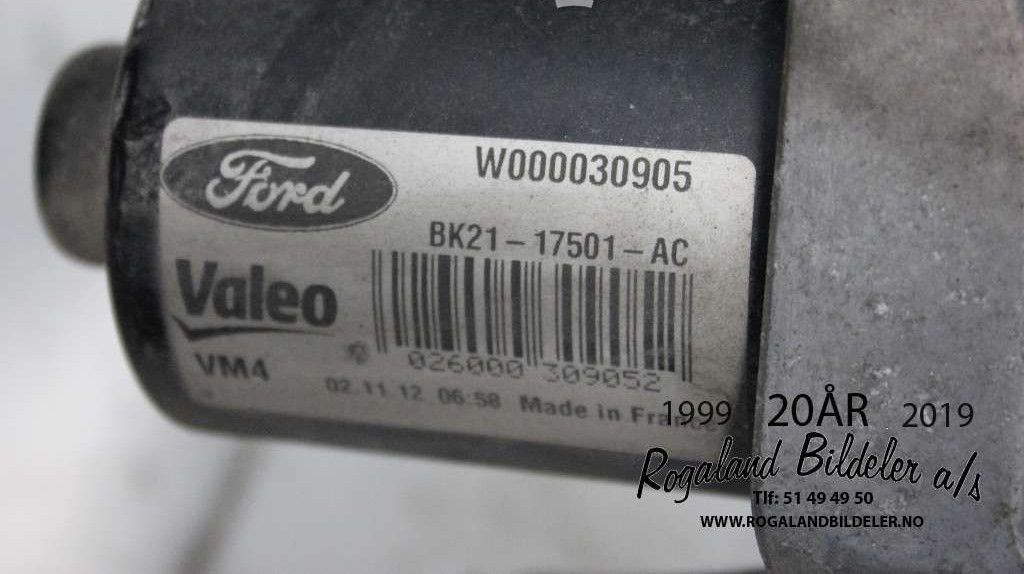 Ford
W000030905
BK21-17501-AC
Valeo
VM4
026000 309052
02.11.12 06:58 Made in France
1999 20ÅR 2019
Rogaland Bildeler a/s
Tlf: 51 49 49 50
WWW.ROGALANDBILDELER.NO